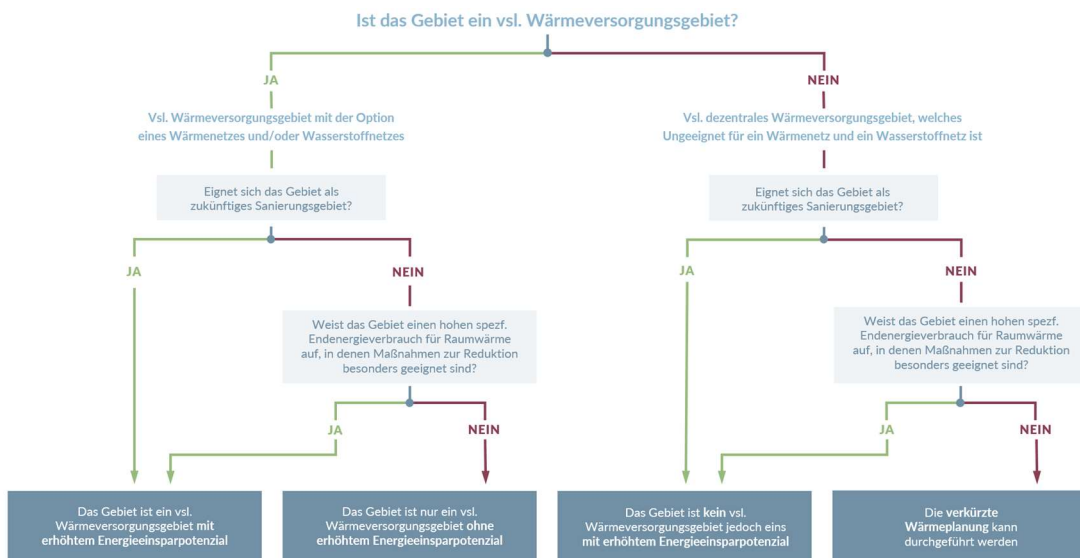 Ist das Gebiet ein vsl. Wärmeversorgungsgebiet?
JA
NEIN
Vsl. Wärmeversorgungsgebiet mit der Option
eines Wärmenetzes und/oder Wasserstoffnetzes
Vsl. dezentrales Wärmeversorgungsgebiet, welches
Ungeeignet für ein Wärmenetz und ein Wasserstoffnetz ist
Eignet sich das Gebiet als
zukünftiges Sanierungsgebiet?
Eignet sich das Gebiet als
zukünftiges Sanierungsgebiet?
JA
NEIN
JA
NEIN
Weist das Gebiet einen hohen spezf.
Endenergieverbrauch für Raumwärme
auf, in denen Maßnahmen zur Reduktion
besonders geeignet sind?
Weist das Gebiet einen hohen spezf.
Endenergieverbrauch für Raumwärme
auf, in denen Maßnahmen zur Reduktion
besonders geeignet sind?
JA
NEIN
JA
NEIN
Das Gebiet ist ein vsl.
Wärmeversorgungsgebiet mit
erhöhtem Energieeinsparpotenzial
Das Gebiet ist nur ein vsl.
Wärmeversorgungsgebiet ohne
erhöhtem Energieeinsparpotenzial
Das Gebiet ist kein vsl.
Wärmeversorgungsgebiet jedoch eins
mit erhöhtem Energieeinsparpotenzial
Die verkürzte
Wärmeplanung kann
durchgeführt werden